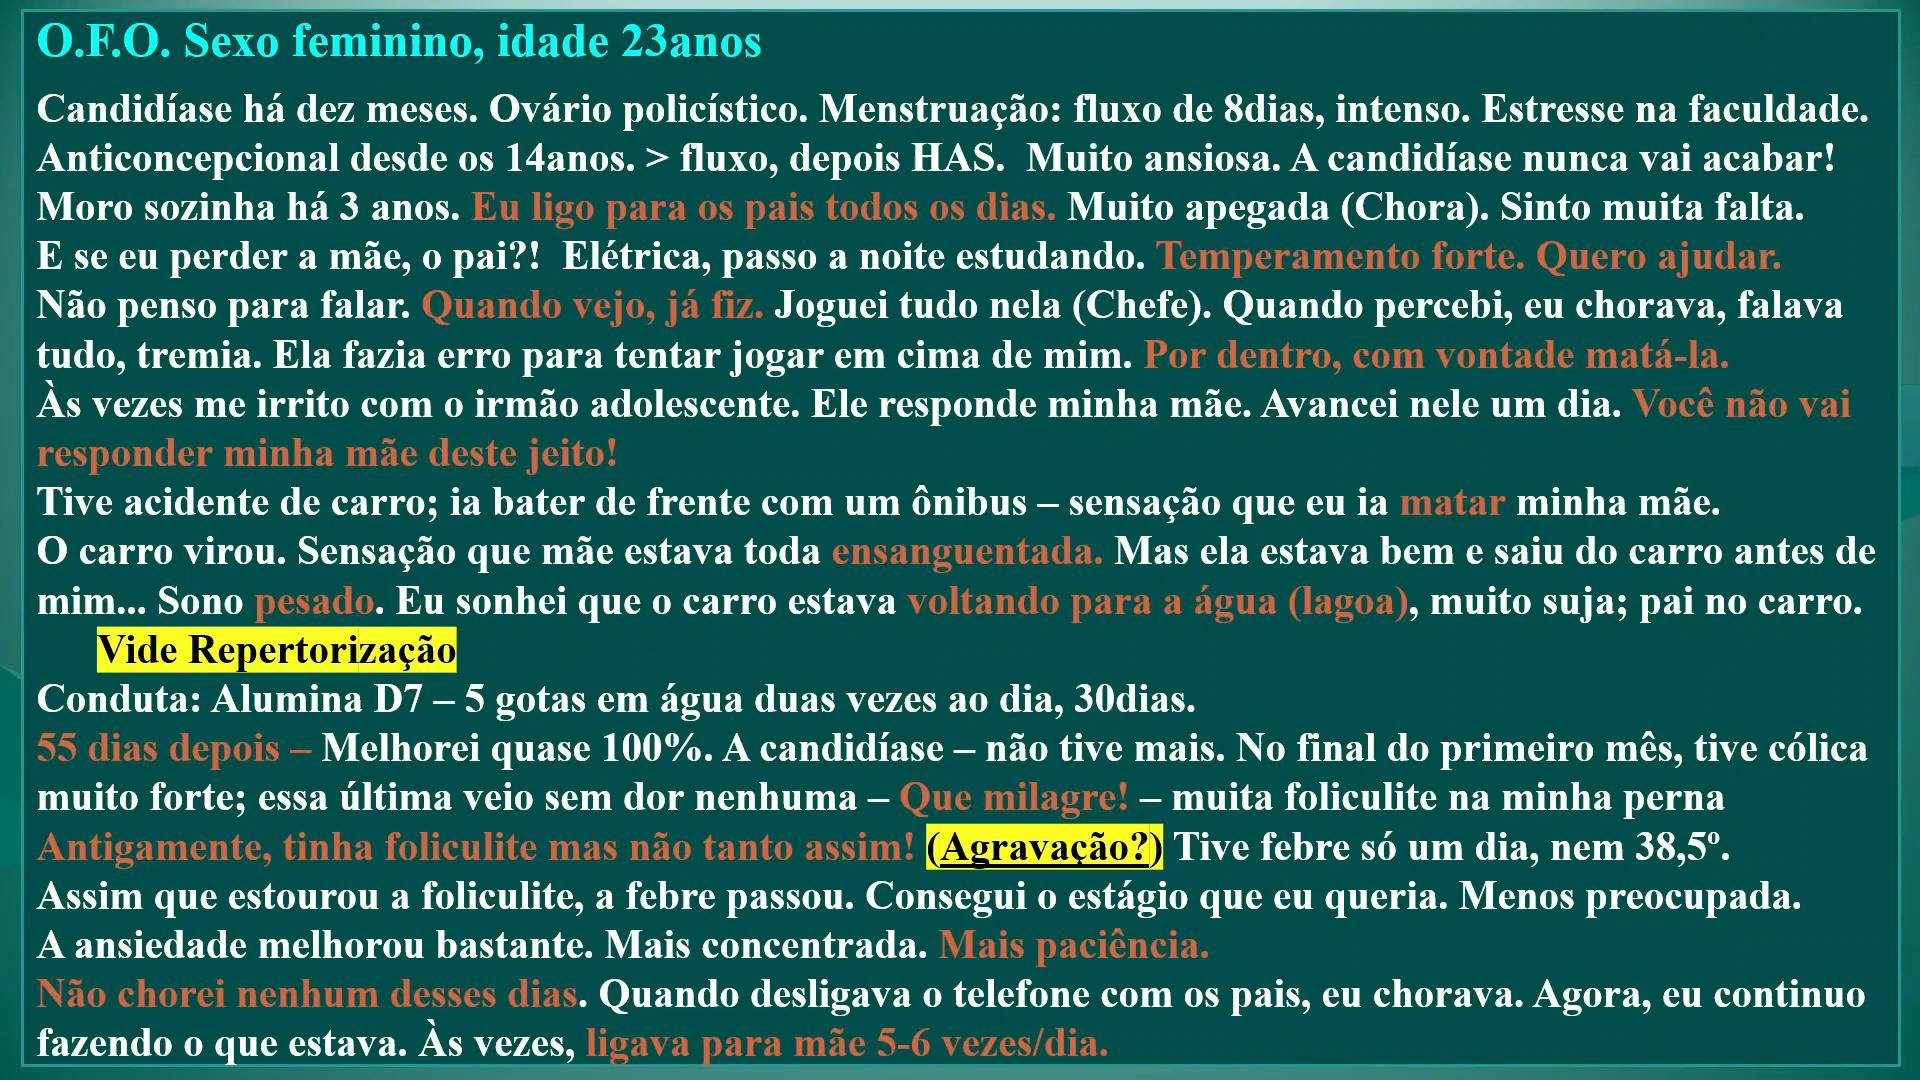 O.F.O. Sexo feminino, idade 23anos
Candidíase há dez meses. Ovário policístico. Menstruação: fluxo de 8dias, intenso. Estresse na faculdade.
Anticoncepcional desde os 14anos. > fluxo, depois HAS.  Muito ansiosa. A candidíase nunca vai acabar!
Moro sozinha há 3 anos. Eu ligo para os pais todos os dias. Muito apegada (Chora). Sinto muita falta.
E se eu perder a mãe, o pai?!  Elétrica, passo a noite estudando. Temperamento forte. Quero ajudar.
Não penso para falar. Quando vejo, já fiz. Joguei tudo nela (Chefe). Quando percebi, eu chorava, falava
tudo, tremia. Ela fazia erro para tentar jogar em cima de mim. Por dentro, com vontade matá-la.
Às vezes me irrito com o irmão adolescente. Ele responde minha mãe. Avancei nele um dia. Você não vai
responder minha mãe deste jeito!
Tive acidente de carro; ia bater de frente com um ônibus – sensação que eu ia matar minha mãe.
O carro virou. Sensação que mãe estava toda ensanguentada. Mas ela estava bem e saiu do carro antes de
mim... Sono pesado. Eu sonhei que o carro estava voltando para a água (lagoa), muito suja; pai no carro.
Vide Repertorização
Conduta: Alumina D7 – 5 gotas em água duas vezes ao dia, 30dias.
55 dias depois – Melhorei quase 100%. A candidíase – não tive mais. No final do primeiro mês, tive cólica
muito forte; essa última veio sem dor nenhuma – Que milagre! – muita foliculite na minha perna
Antigamente, tinha foliculite mas não tanto assim! (Agravação?) Tive febre só um dia, nem 38,5º.
Assim que estourou a foliculite, a febre passou. Consegui o estágio que eu queria. Menos preocupada.
A ansiedade melhorou bastante. Mais concentrada. Mais paciência.
Não chorei nenhum desses dias. Quando desligava o telefone com os pais, eu chorava. Agora, eu continuo
fazendo o que estava. Às vezes, ligava para mãe 5-6 vezes/dia.